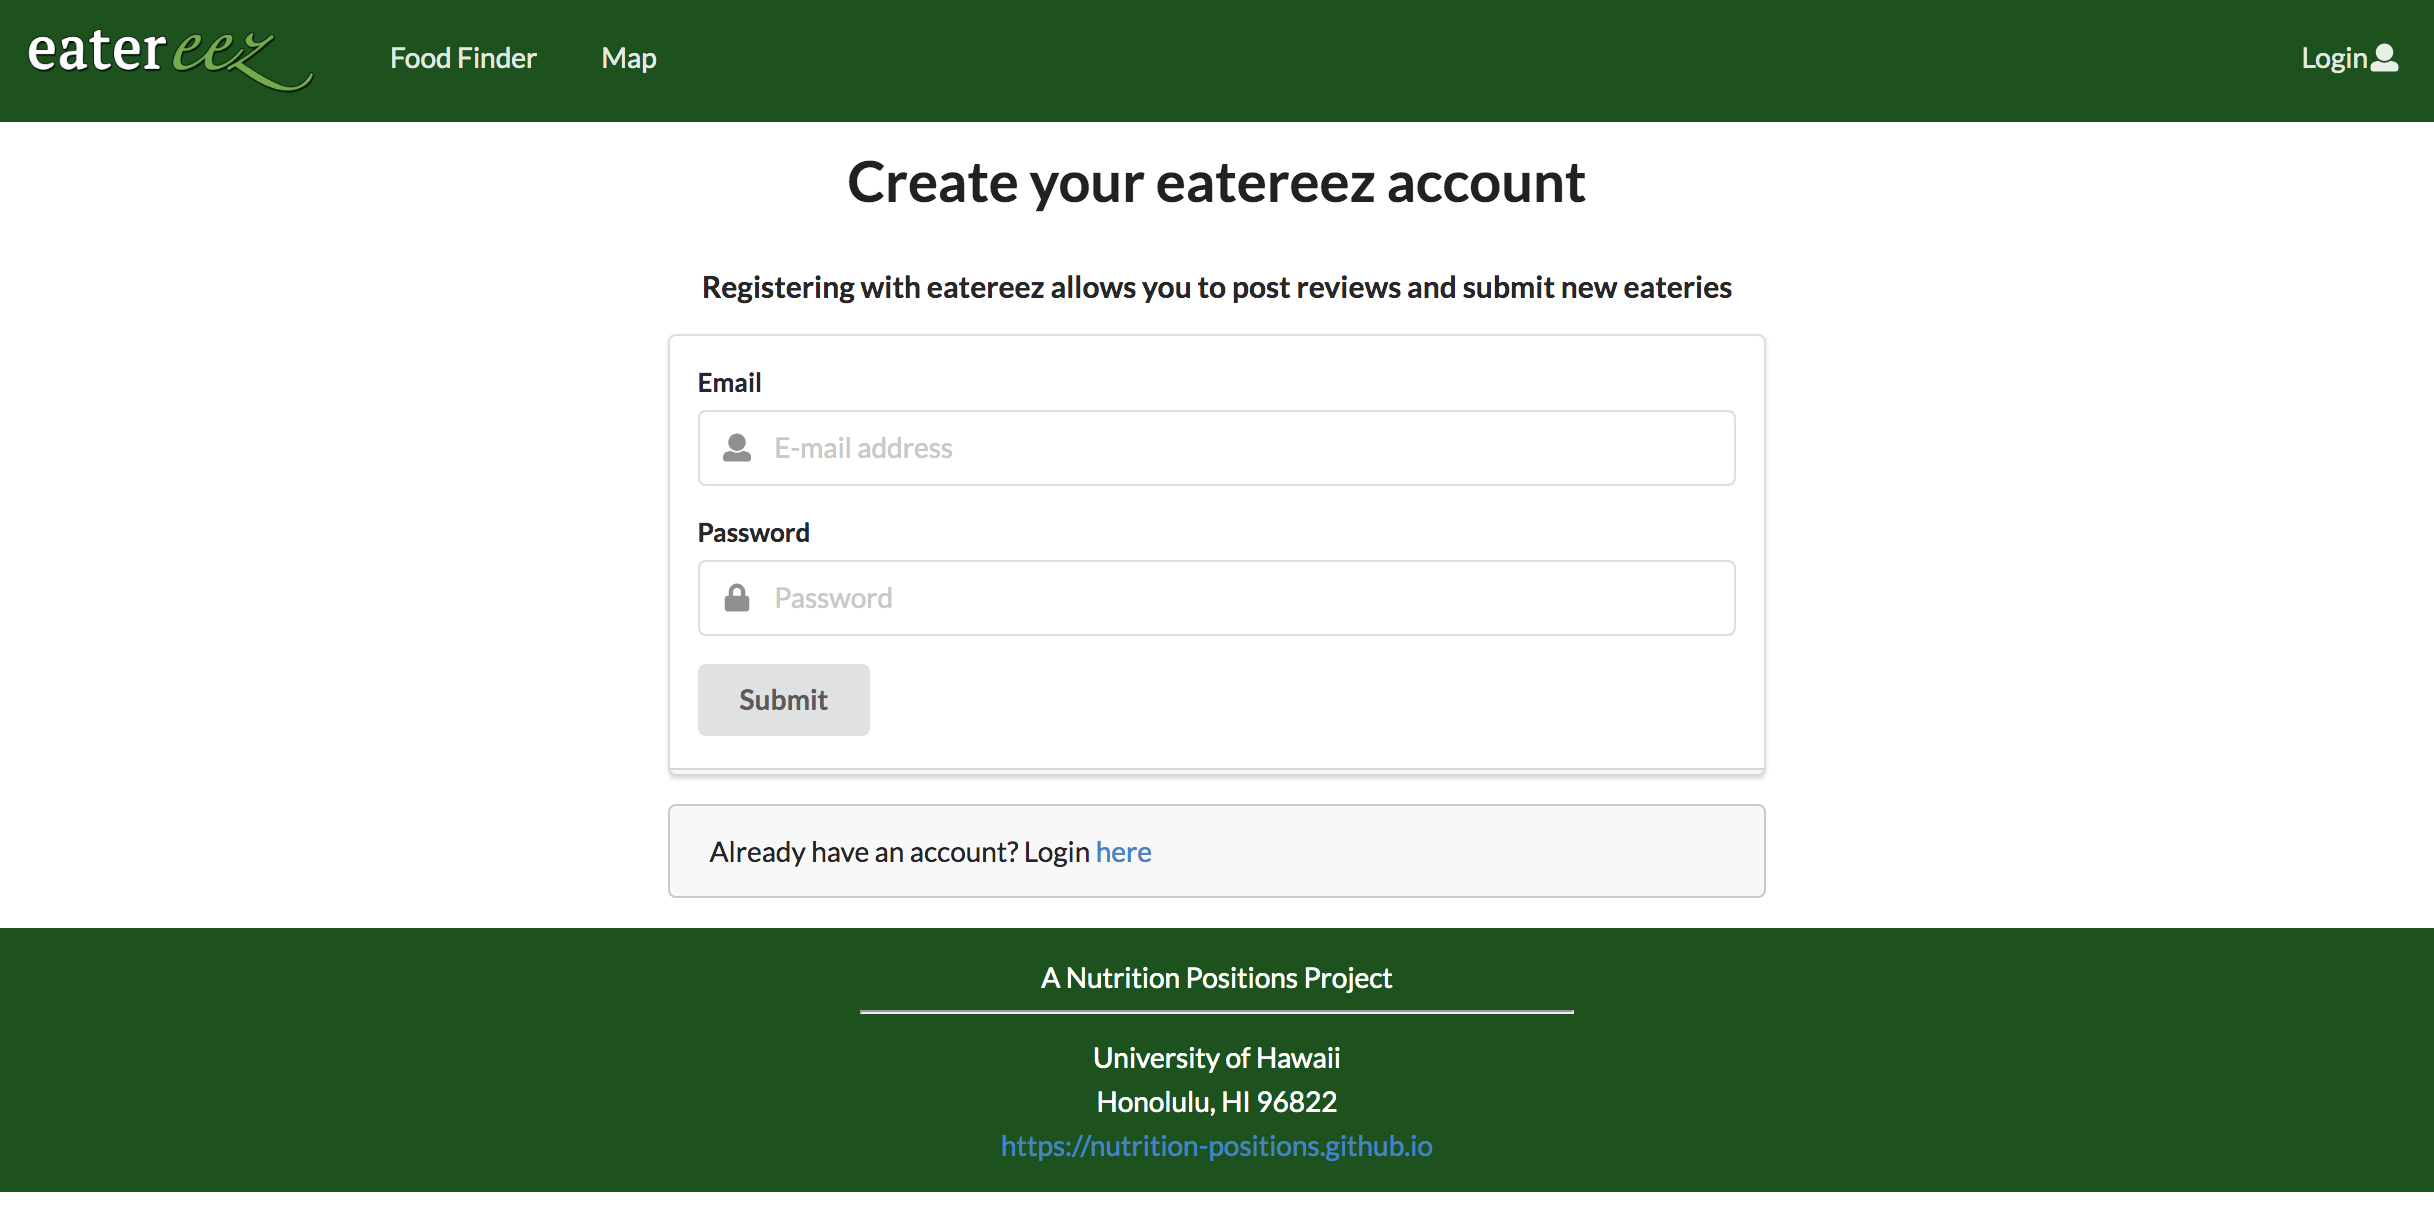 eatereez
Food Finder
Map
Login
Create your eatereez account
Registering with eatereez allows you to post reviews and submit new eateries
Email
E-mail address
Password
Password
Submit
Already have an account? Login here
A Nutrition Positions Project
University of Hawaii
Honolulu, HI 96822
https://nutrition-positions.github.io